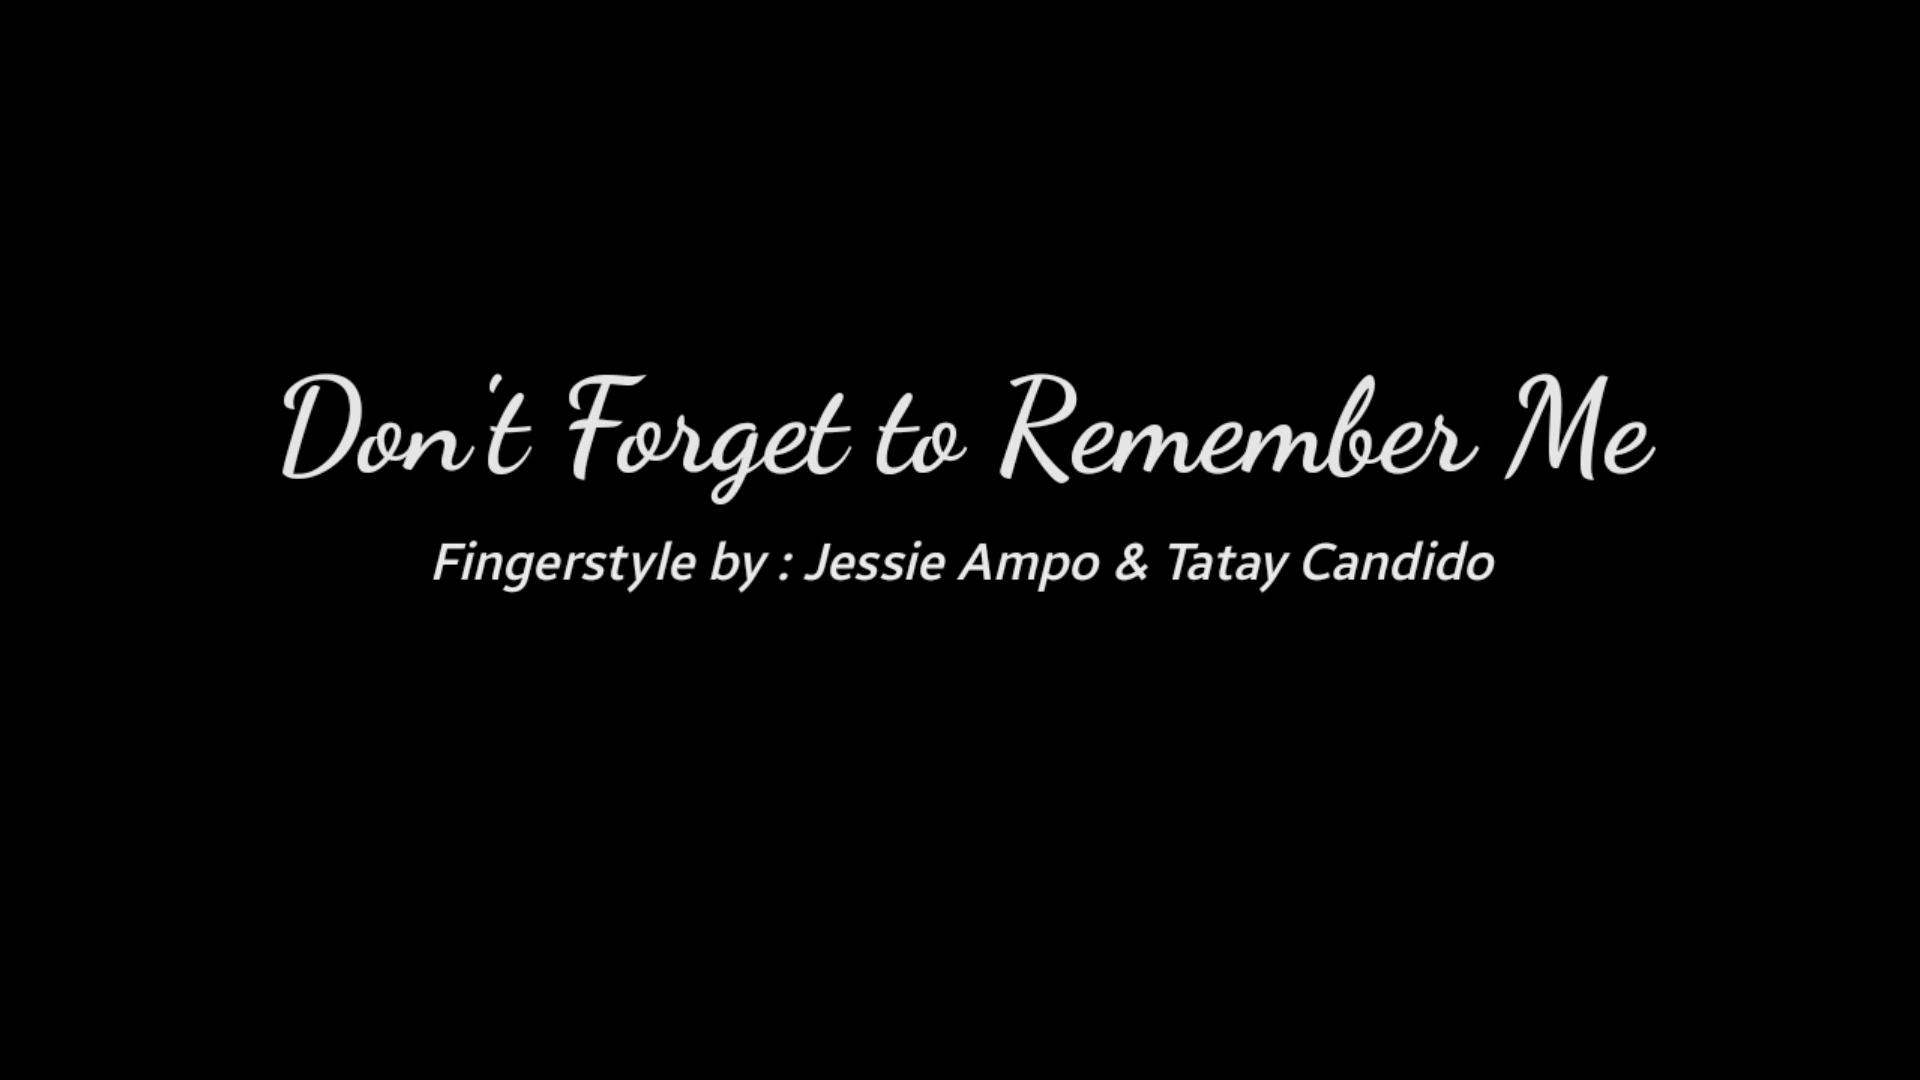 Don't Forget to Remember Me
Fingerstyle by : Jessie Ampo & Tatay Candido